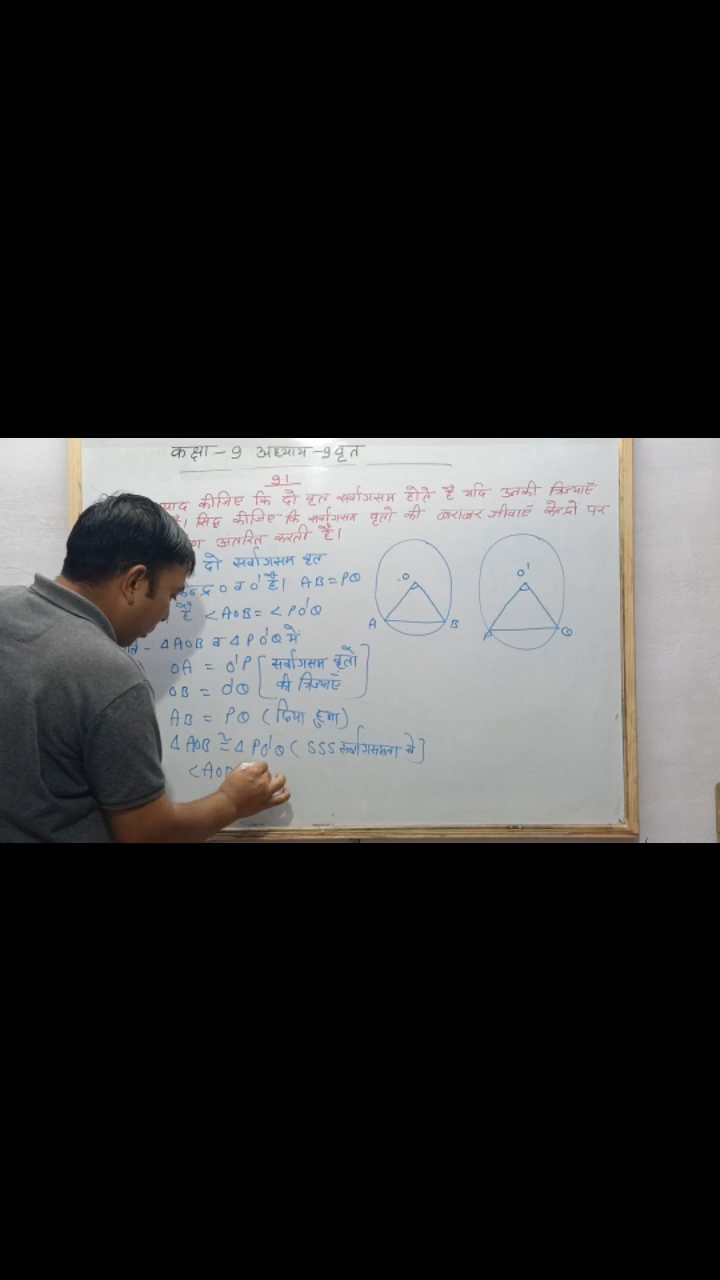 कक्षा - 9 अध्याय - 9 वृत
9.1
कीजिए कि दो वृत सर्वागसम होते है यदि उनकी त्रिज्याएँ
सिद्ध कीजिए कि सर्वागसम वृतो की बराबर जीवाएँ केन्द्रो पर
अंतरित करती है।
दो सर्वागसम वृत
O व O' है। AB = PQ
है <AOB = <PO'Q
- ΔAOB व ΔPO'Q में
OA = O'P [ सर्वागसम वृतो
OB = O'Q की त्रिज्याएँ ]
AB = PQ (दिया हुआ)
ΔAOB ≅ ΔPO'Q ( SSS सर्वागसमता से ]
<AO
O
A
B
O'
P
Q